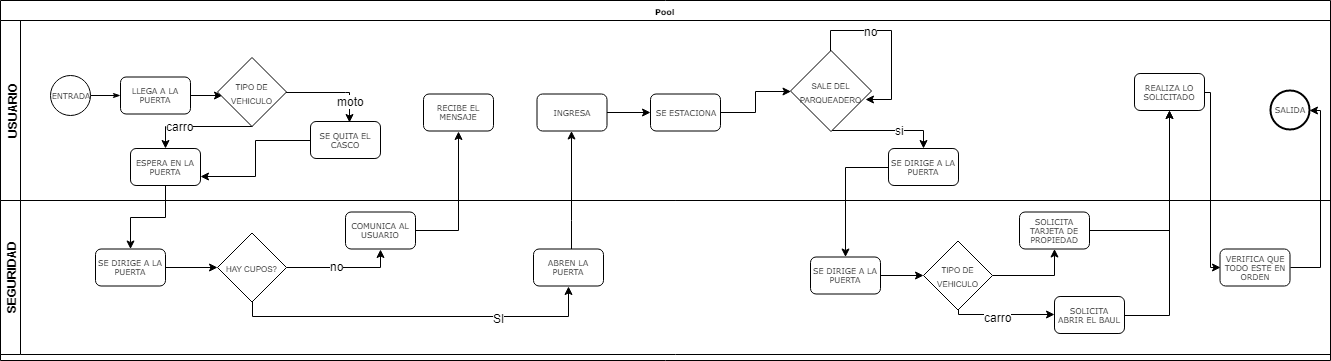 Pool
USUARIO
ENTRADA
LLEGA A LA
PUERTA
TIPO DE
VEHICULO
moto
carro
SE QUITA EL
CASCO
ESPERA EN LA
PUERTA
RECIBE EL
MENSAJE
INGRESA
SE ESTACIONA
SALE DEL
PARQUEADERO
no
si
SE DIRIGE A LA
PUERTA
REALIZA LO
SOLICITADO
SALIDA
SEGURIDAD
SE DIRIGE A LA
PUERTA
HAY CUPOS?
no
SI
COMUNICA AL
USUARIO
ABREN LA
PUERTA
SE DIRIGE A LA
PUERTA
TIPO DE
VEHICULO
carro
SOLICITA
TARJETA DE
PROPIEDAD
SOLICITA
ABRIR EL BAUL
VERIFICA QUE
TODO ESTE EN
ORDEN